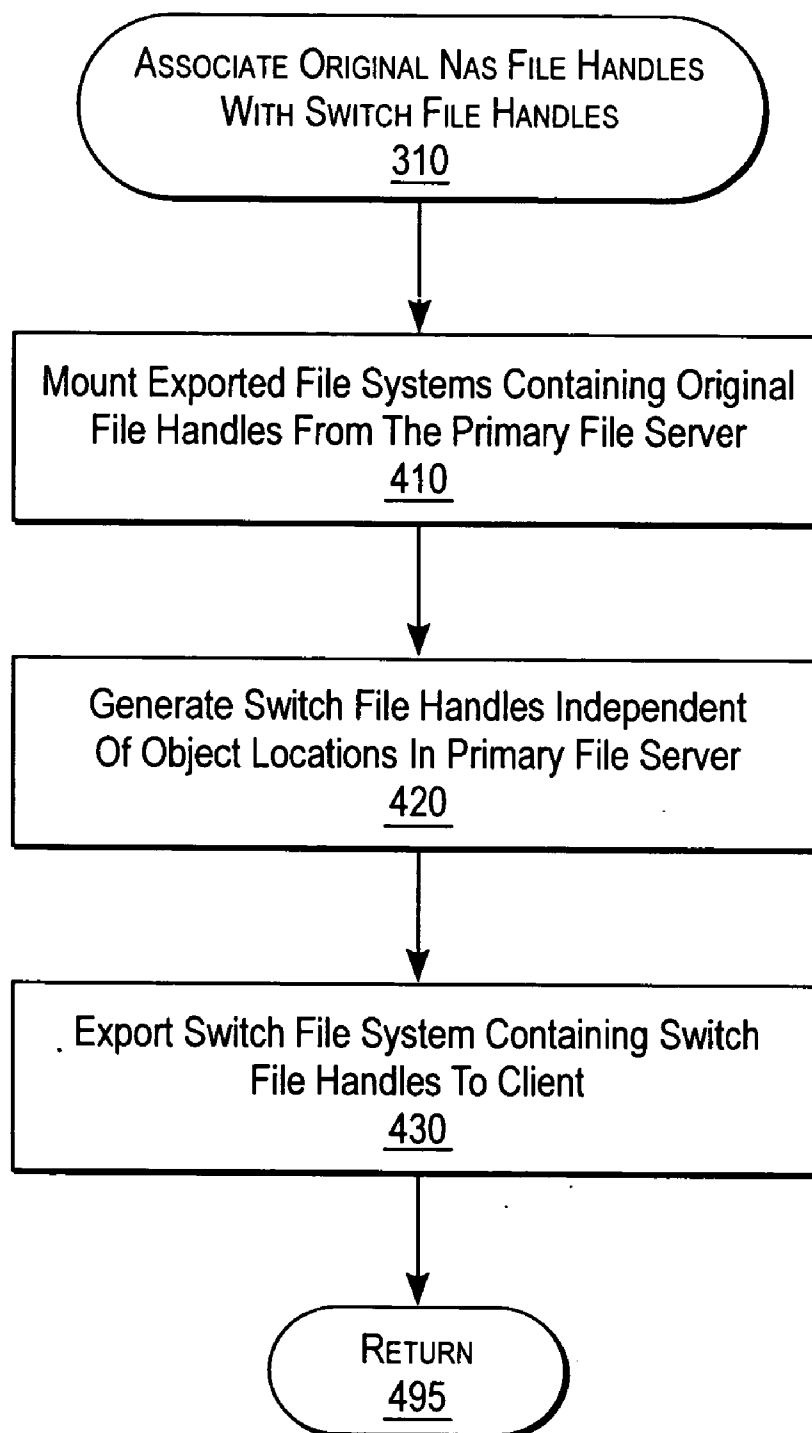 ASSOCIATE ORIGINAL NAS FILE HANDLES
WITH SWITCH FILE HANDLES
310
Mount Exported File Systems Containing Original
File Handles From The Primary File Server
410
Generate Switch File Handles Independent
Of Object Locations In Primary File Server
420
Export Switch File System Containing Switch
File Handles To Client
430
RETURN
495